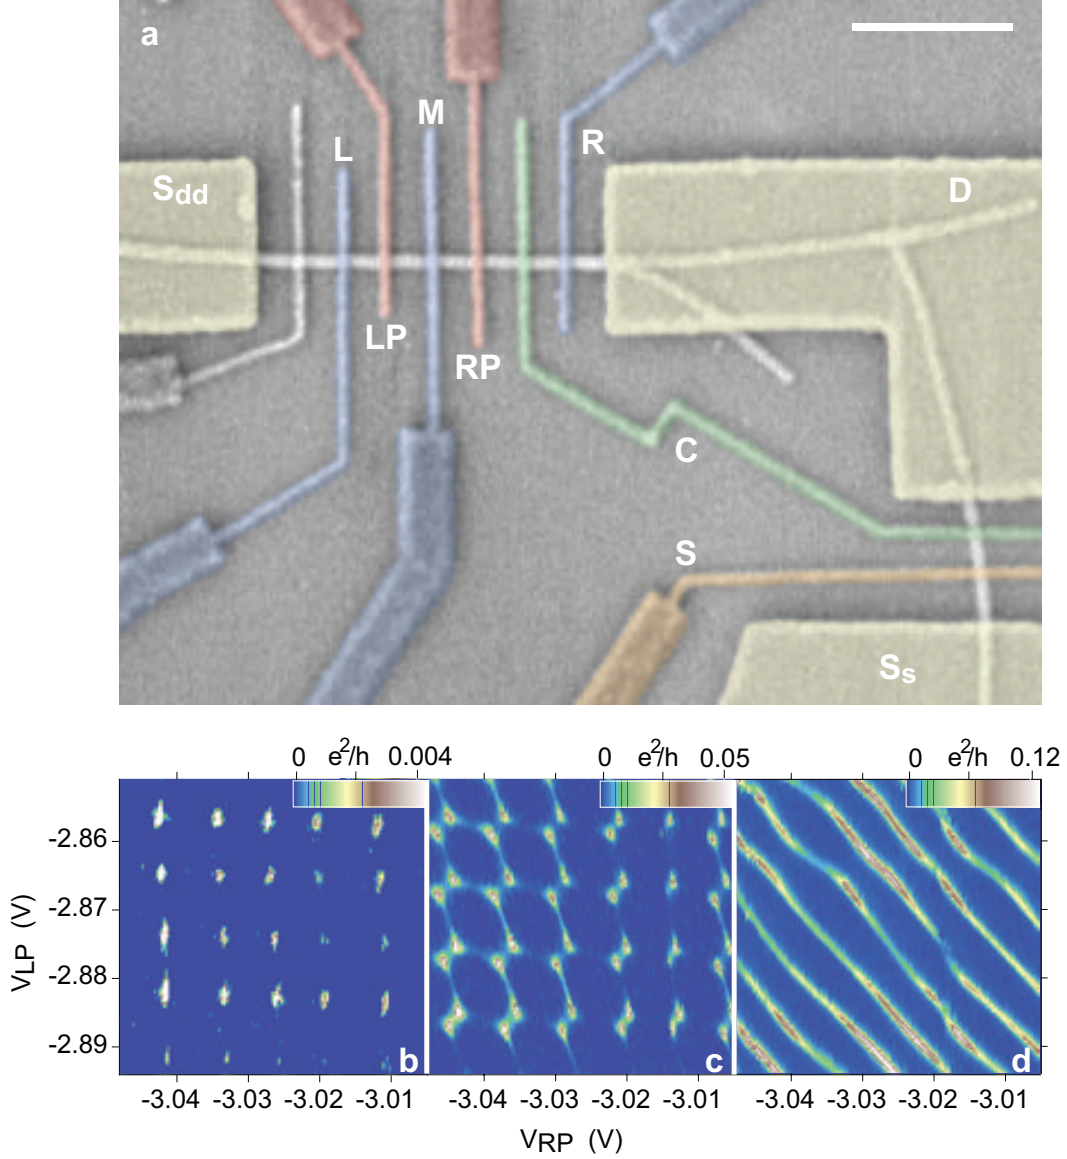 a
M
L
R
Sdd
D
LP
RP
C
S
Ss
0 e²/h 0.004
0 e²/h 0.05
0 e²/h 0.12
-2.86
-2.87
-2.88
-2.89
VLP (V)
b
c
d
-3.04 -3.03 -3.02 -3.01
-3.04 -3.03 -3.02 -3.01
-3.04 -3.03 -3.02 -3.01
VRP (V)